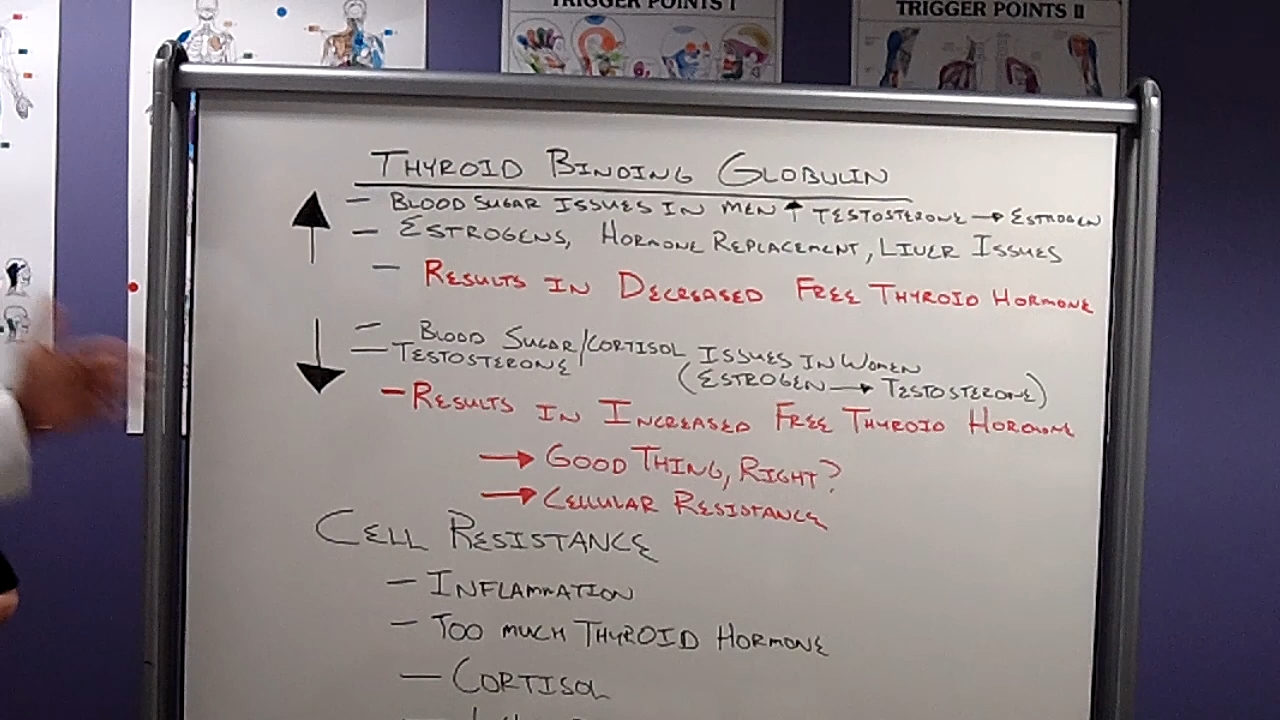 TRIGGER POINTS I
TRIGGER POINTS II
THYROID BINDING GLOBULIN
— BLOOD SUGAR ISSUES IN MEN ↑ TESTOSTERONE → ESTROGEN
— ESTROGENS, HORMONE REPLACEMENT, LIVER ISSUES
— RESULTS IN DECREASED FREE THYROID HORMONE
— BLOOD SUGAR/CORTISOL ISSUES IN WOMEN
— TESTOSTERONE (ESTROGEN → TESTOSTERONE)
— RESULTS IN INCREASED FREE THYROID HORMONE
→ GOOD THING, RIGHT?
→ CELLULAR RESISTANCE
CELL RESISTANCE
— INFLAMMATION
— TOO MUCH THYROID HORMONE
— CORTISOL